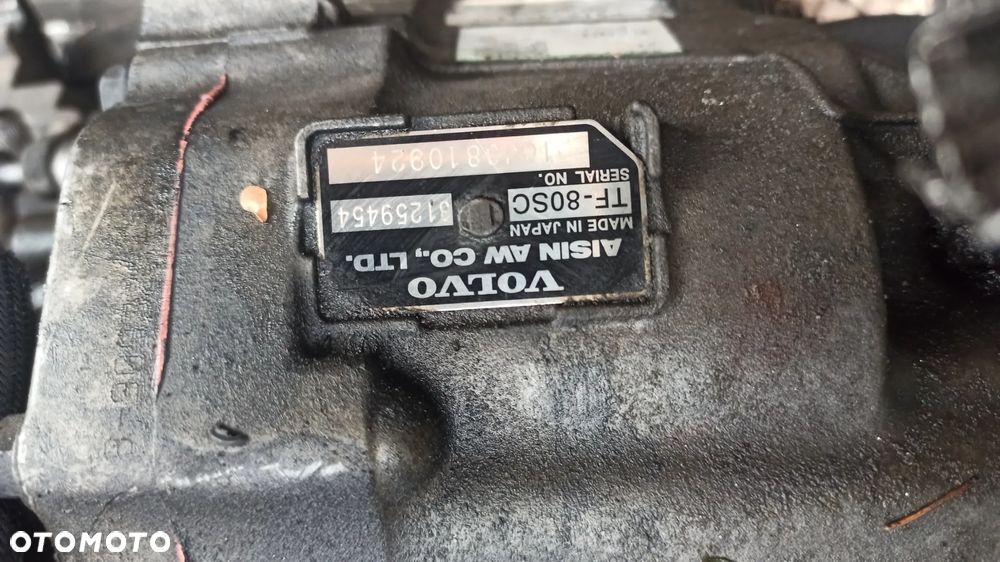 VOLVO
AISIN AW CO., LTD.
MADE IN JAPAN
TF-80SC
31259454
SERIAL NO.
OTOMOTO